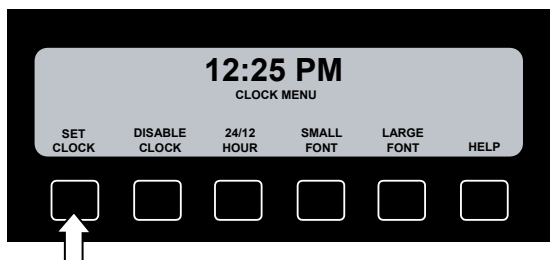 12:25 PM
CLOCK MENU
SET CLOCK
DISABLE CLOCK
24/12 HOUR
SMALL FONT
LARGE FONT
HELP